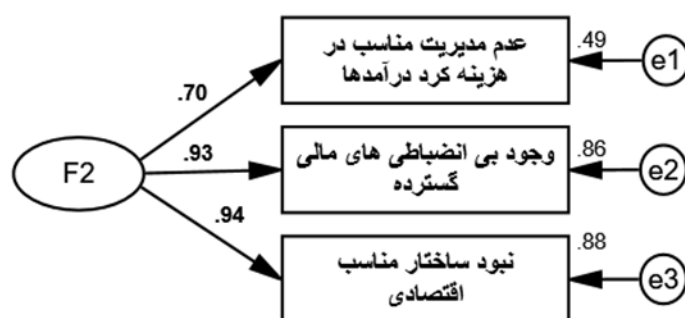 عدم مدیریت مناسب در
هزینه کرد درآمدها
.49
e1
.70
وجود بی انضباطی های مالی
گسترده
.86
e2
.93
F2
.94
نبود ساختار مناسب
اقتصادی
.88
e3